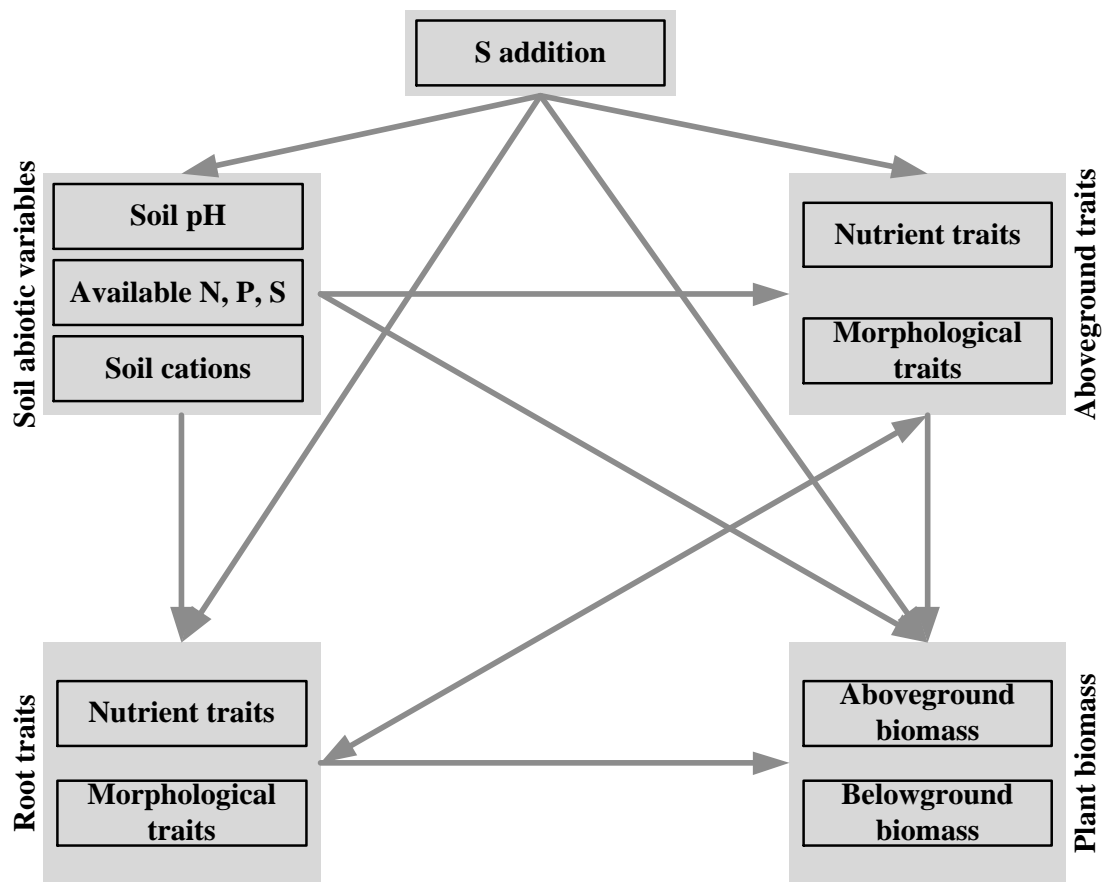 S addition
Soil abiotic variables
Soil pH
Available N, P, S
Soil cations
Nutrient traits
Morphological
traits
Aboveground traits
Root traits
Nutrient traits
Morphological
traits
Aboveground
biomass
Belowground
biomass
Plant biomass